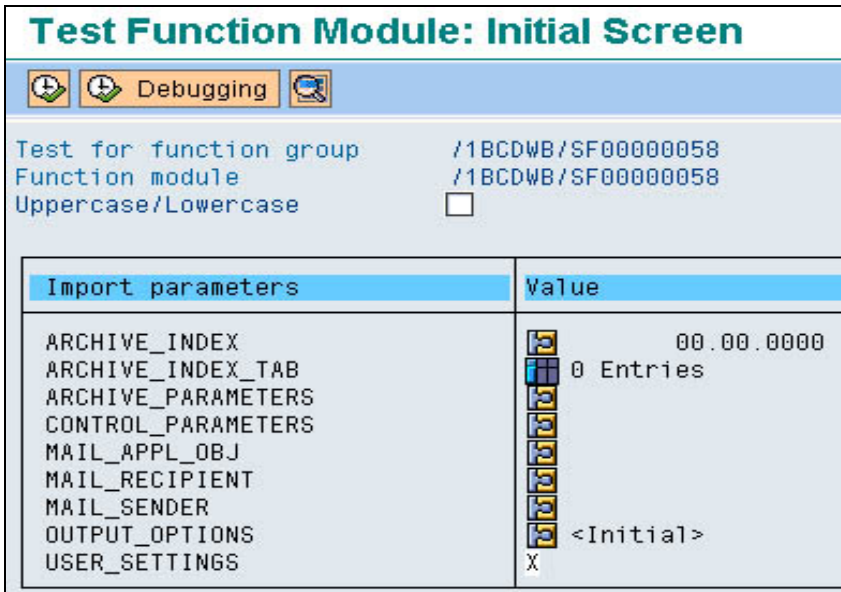 Test Function Module: Initial Screen
Debugging
Test for function group /1BCDWB/SF00000058
Function module /1BCDWB/SF00000058
Uppercase/Lowercase
Import parameters Value
ARCHIVE_INDEX 00.00.0000
ARCHIVE_INDEX_TAB 0 Entries
ARCHIVE_PARAMETERS
CONTROL_PARAMETERS
MAIL_APPL_OBJ
MAIL_RECIPIENT
MAIL_SENDER
OUTPUT_OPTIONS <Initial>
USER_SETTINGS X